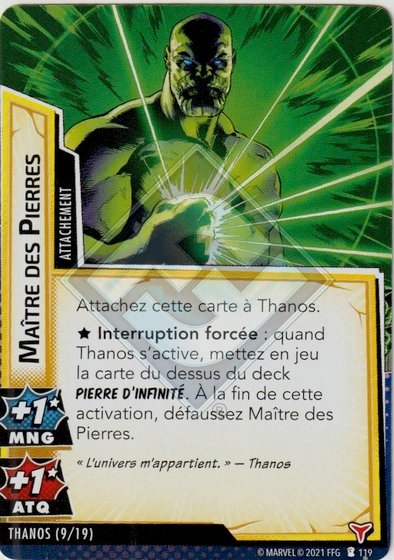 MAÎTRE DES PIERRES
ATTACHEMENT
Attachez cette carte à Thanos.
★ Interruption forcée : quand
Thanos s'active, mettez en jeu
la carte du dessus du deck
PIERRE D'INFINITÉ. À la fin de cette
activation, défaussez Maître des
Pierres.
« L'univers m'appartient. » — Thanos
+1★
MNG
+1★
ATQ
THANOS (9/19)
© MARVEL © 2021 FFG 119